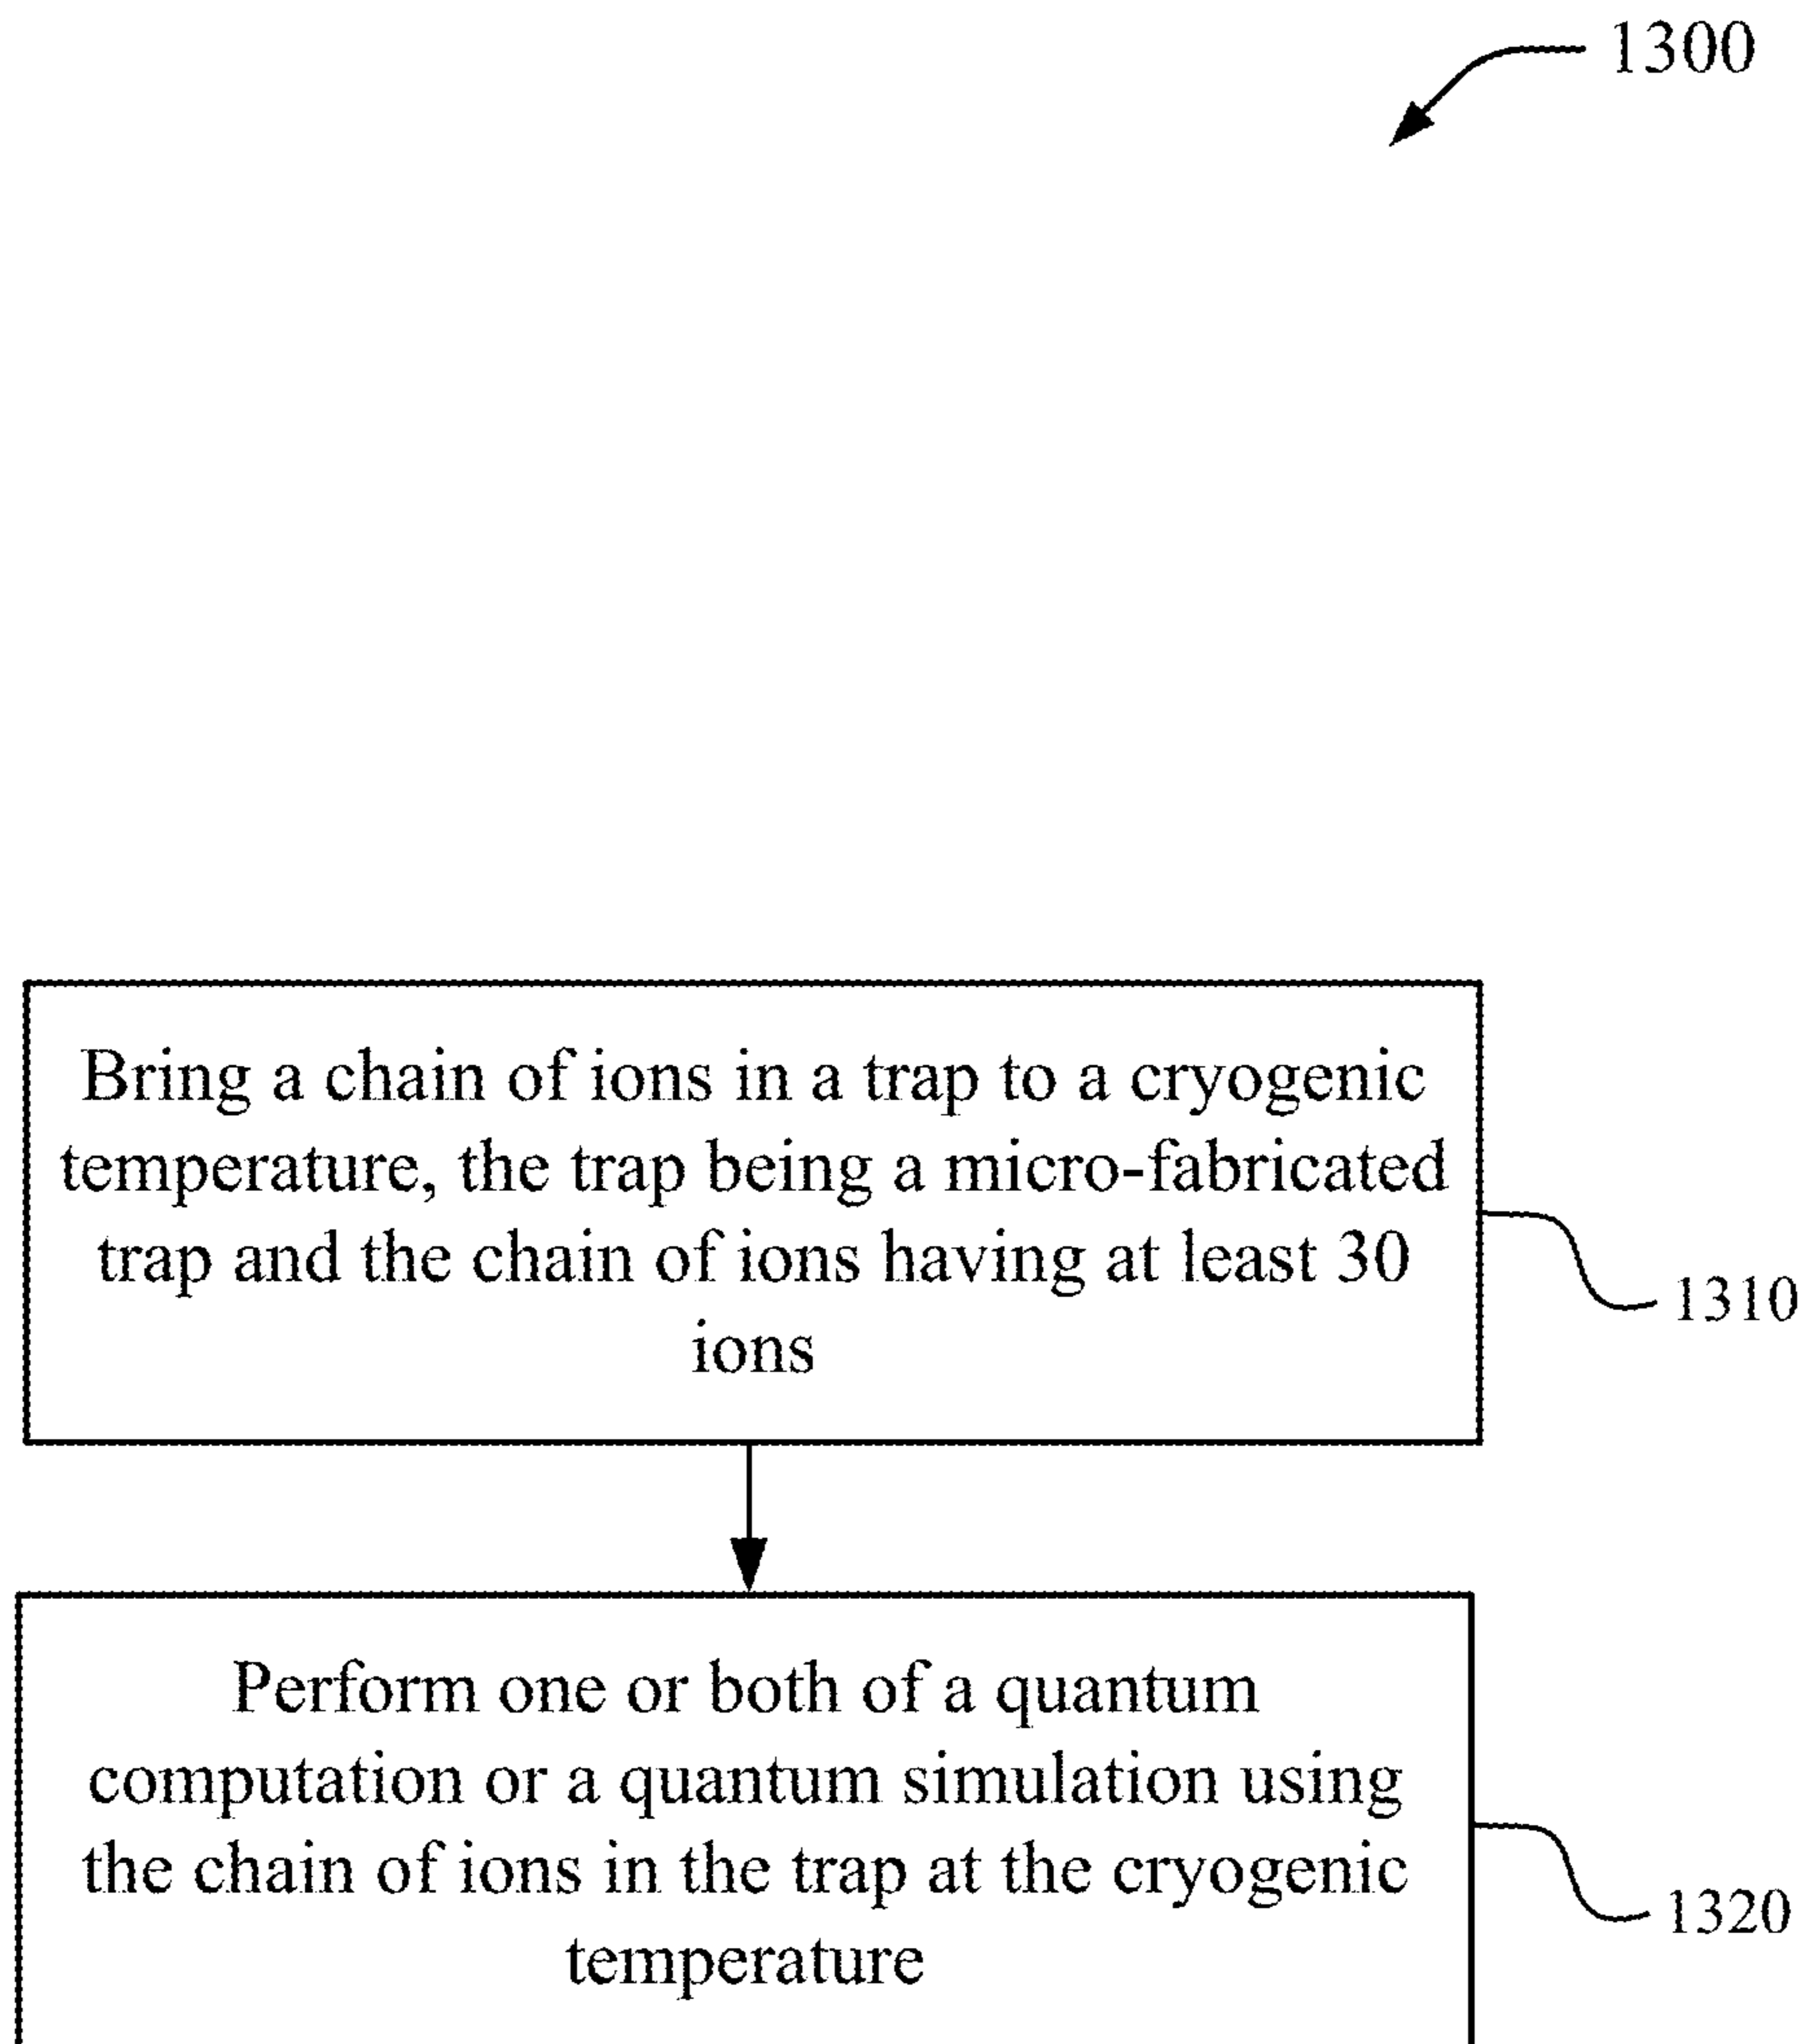 1300
Bring a chain of ions in a trap to a cryogenic
temperature, the trap being a micro-fabricated
trap and the chain of ions having at least 30
ions
1310
Perform one or both of a quantum
computation or a quantum simulation using
the chain of ions in the trap at the cryogenic
temperature
1320